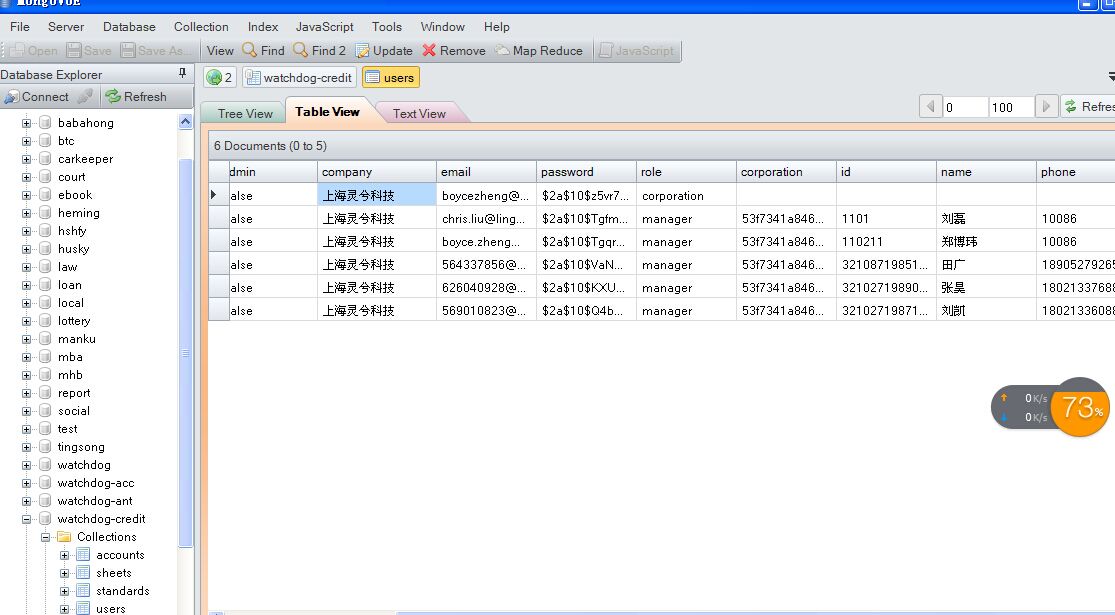 MongoVUE
File Server Database Collection Index JavaScript Tools Window Help
Open Save Save As... View Find Find 2 Update Remove Map Reduce JavaScript
Database Explorer
2 watchdog-credit users
Connect Refresh
Tree View Table View Text View 0 100 Refres
6 Documents (0 to 5)
dmin company email password role corporation id name phone
alse 上海灵兮科技 boycezheng@... $2a$10$z5vr7... corporation
alse 上海灵兮科技 chris.liu@ling... $2a$10$Tgfm... manager 53f7341a846... 1101 刘磊 10086
alse 上海灵兮科技 boyce.zheng... $2a$10$Tgqr... manager 53f7341a846... 110211 郑博玮 10086
alse 上海灵兮科技 564337856@... $2a$10$VaN... manager 53f7341a846... 32108719851... 田广 1890527926
alse 上海灵兮科技 626040928@... $2a$10$KXU... manager 53f7341a846... 32102719890... 张昊 1802133768
alse 上海灵兮科技 569010823@... $2a$10$Q4b... manager 53f7341a846... 32102719871... 刘凯 1802133608
babahong
btc
carkeeper
court
ebook
heming
hshfy
husky
law
loan
local
lottery
manku
mba
mhb
report
social
test
tingsong
watchdog
watchdog-acc
watchdog-ant
watchdog-credit
Collections
accounts
sheets
standards
users
0K/s
0K/s
73%